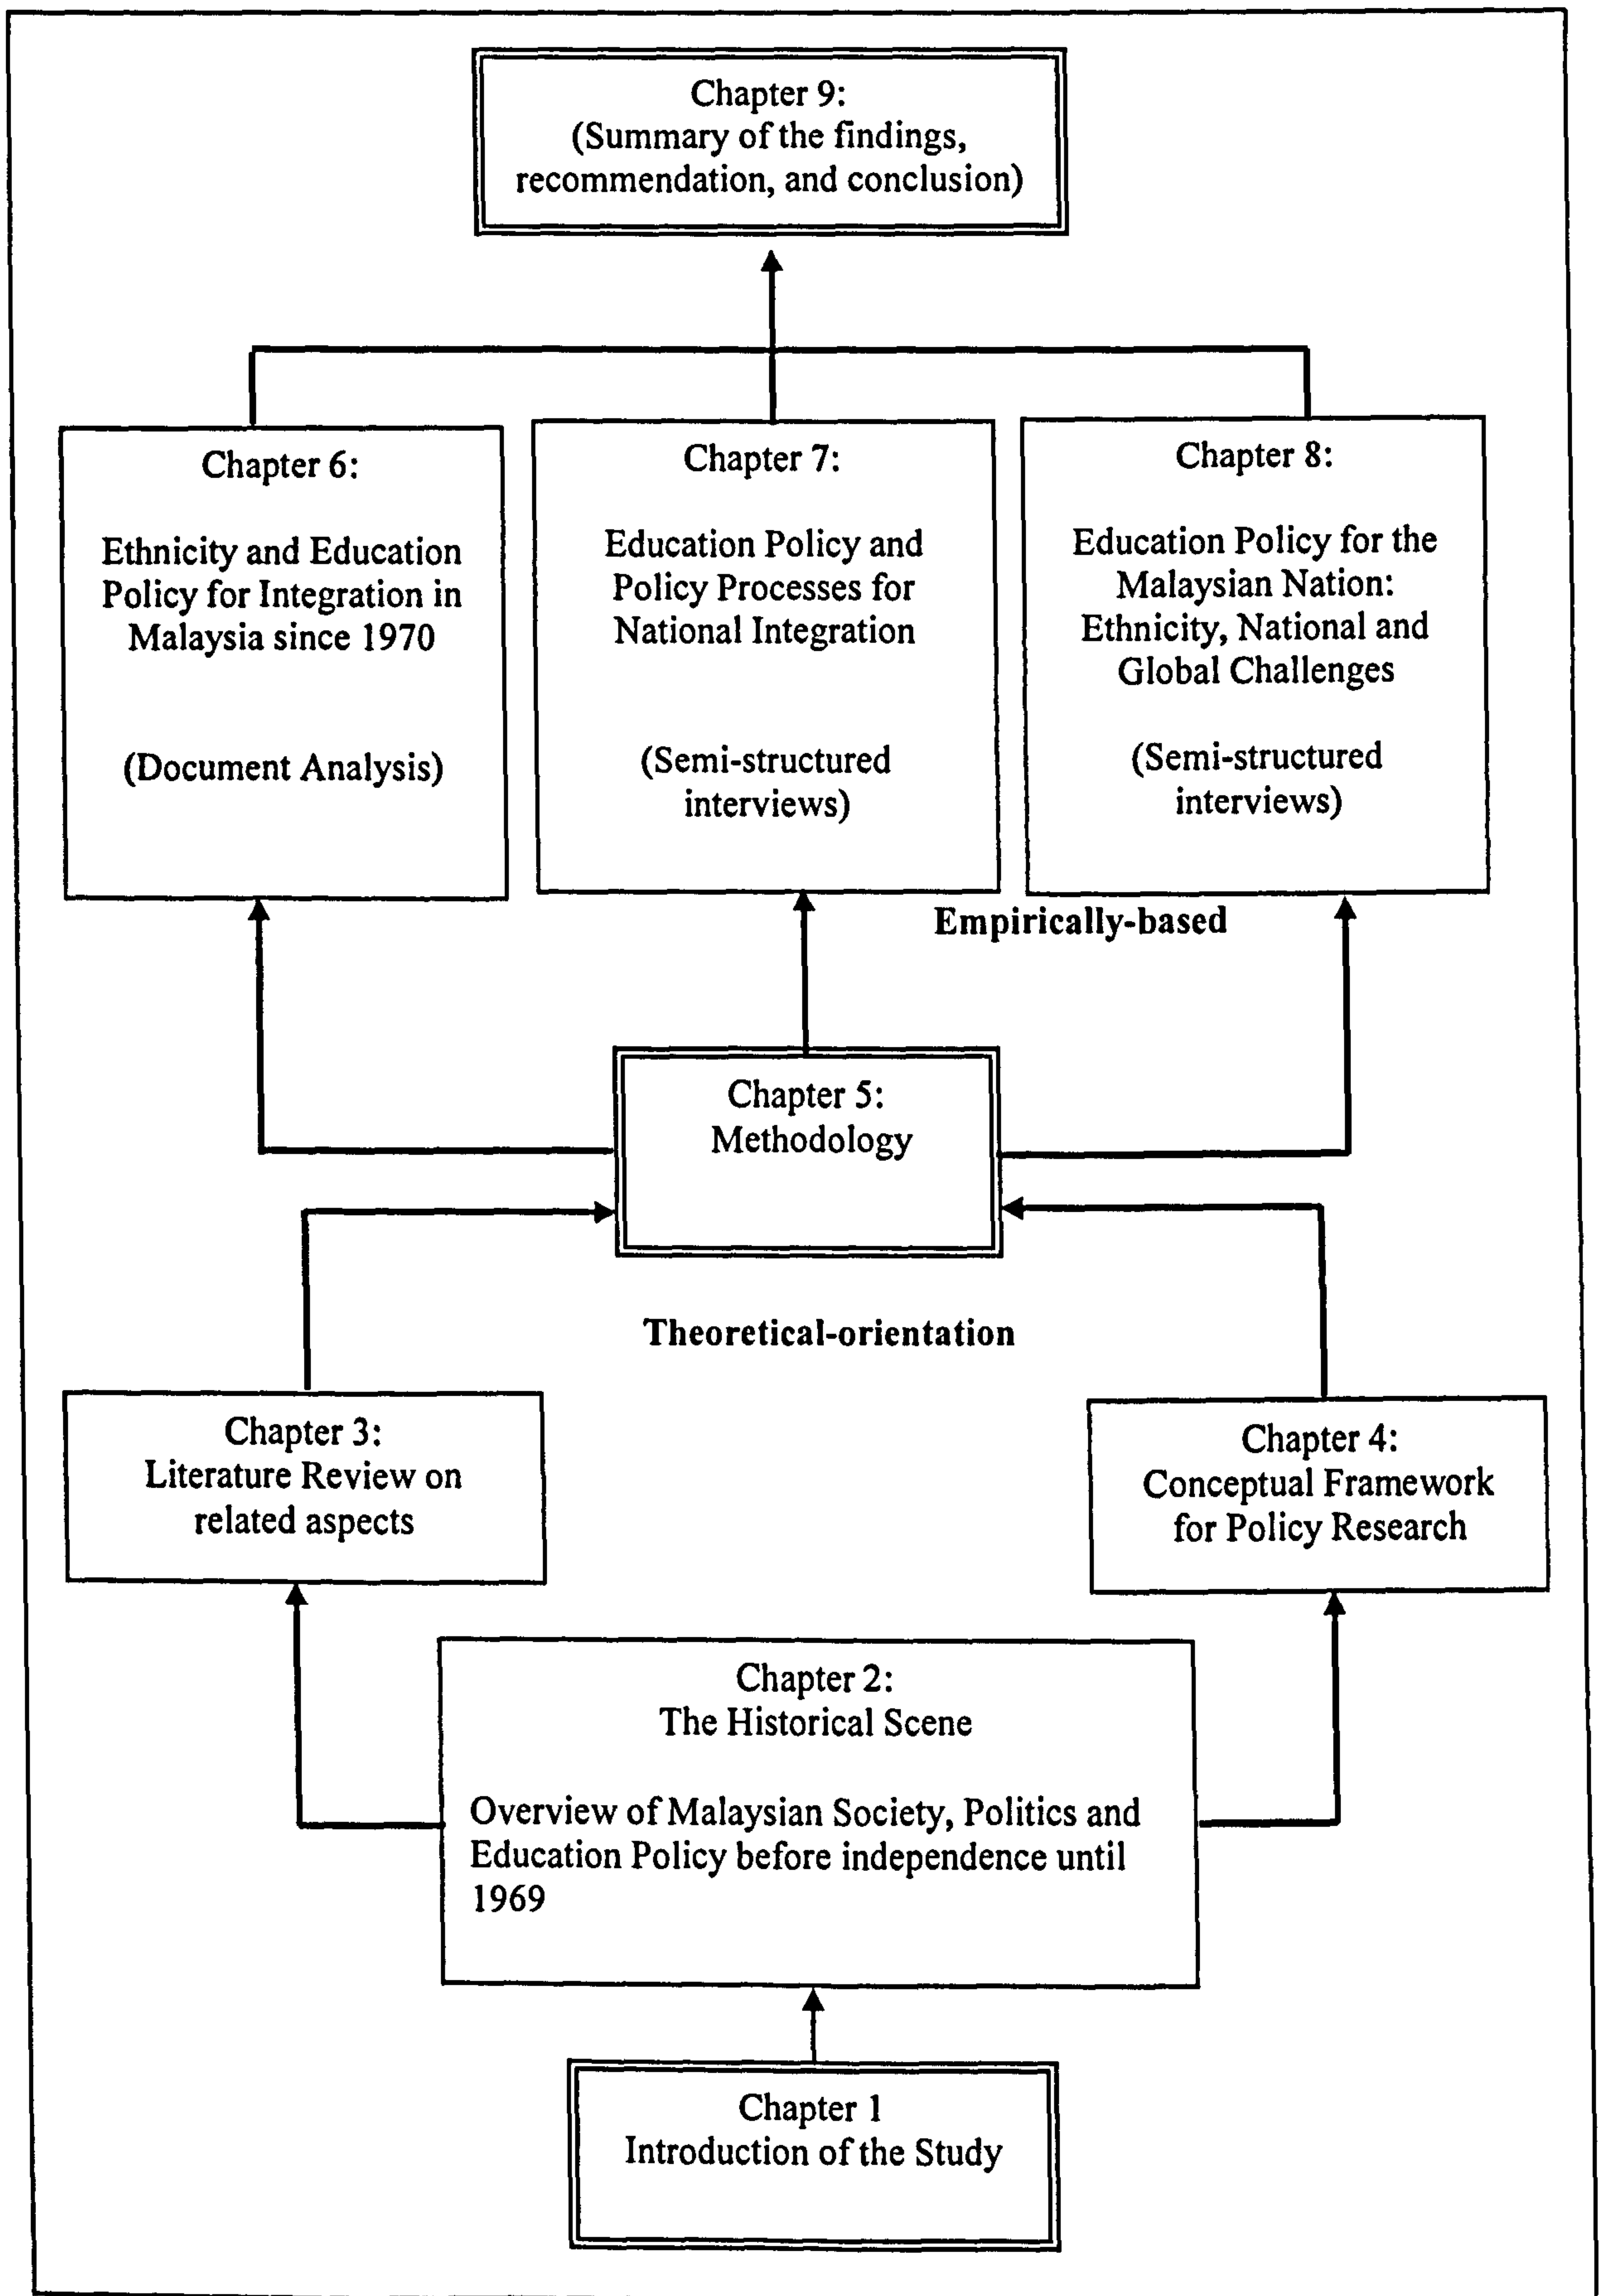 Chapter 9:
(Summary of the findings,
recommendation, and conclusion)
Chapter 6:
Ethnicity and Education
Policy for Integration in
Malaysia since 1970
(Document Analysis)
Chapter 7:
Education Policy and
Policy Processes for
National Integration
(Semi-structured
interviews)
Chapter 8:
Education Policy for the
Malaysian Nation:
Ethnicity, National and
Global Challenges
(Semi-structured
interviews)
Empirically-based
Chapter 5:
Methodology
Theoretical-orientation
Chapter 3:
Literature Review on
related aspects
Chapter 4:
Conceptual Framework
for Policy Research
Chapter 2:
The Historical Scene
Overview of Malaysian Society, Politics and
Education Policy before independence until
1969
Chapter 1
Introduction of the Study